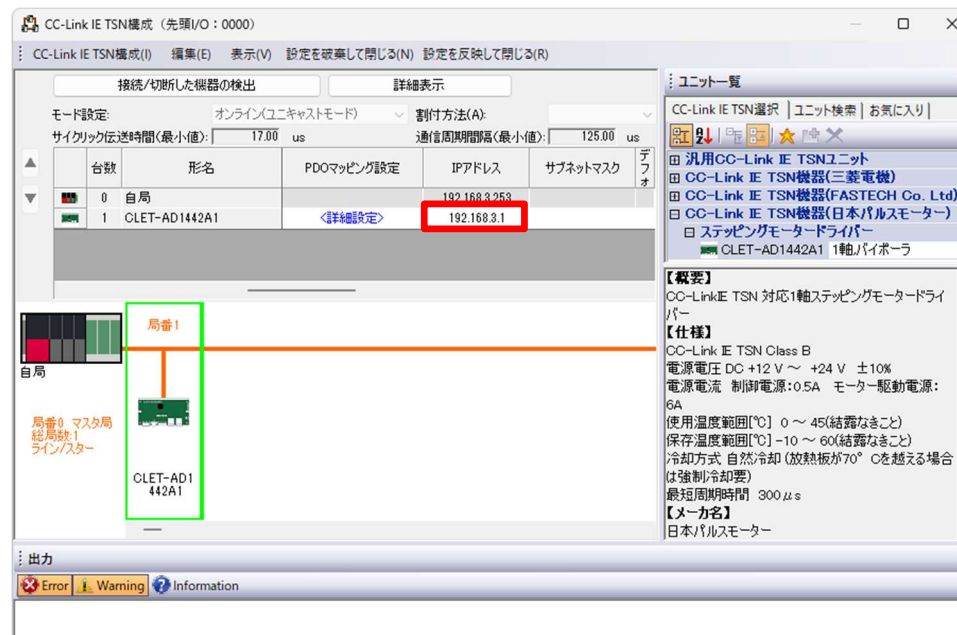 CC-Link IE TSN構成（先頭I/O：0000）
CC-Link IE TSN構成(I) 編集(E) 表示(V) 設定を破棄して閉じる(N) 設定を反映して閉じる(R)
接続/切断した機器の検出 詳細表示
モード設定: オンライン(ユニキャストモード) 割付方法(A):
サイクリック伝送時間(最小値): 17.00 us 通信周期間隔(最小値): 125.00 us
台数 形名 PDOマッピング設定 IPアドレス サブネットマスク デフォ
0 自局 192.168.3.253
1 CLET-AD1442A1 <詳細設定> 192.168.3.1
局番1
自局
局番0 マスタ局
総局数:1
ライン/スター
CLET-AD1
442A1
ユニット一覧
CC-Link IE TSN選択 ユニット検索 お気に入り
汎用CC-Link IE TSNユニット
CC-Link IE TSN機器(三菱電機)
CC-Link IE TSN機器(FASTECH Co. Ltd)
CC-Link IE TSN機器(日本パルスモーター)
ステッピングモータードライバー
CLET-AD1442A1 1軸,バイポーラ
【概要】
CC-LinkIE TSN 対応1軸ステッピングモータードライ
バー
【仕様】
CC-Link IE TSN Class B
電源電圧 DC +12 V ～ +24 V ±10%
電源電流 制御電源:0.5A モーター駆動電源:
6A
使用温度範囲[℃] 0 ～ 45(結露なきこと)
保存温度範囲[℃] -10 ～ 60(結露なきこと)
冷却方式 自然冷却 (放熱板が70° Cを越える場合
は強制冷却要)
最短周期時間 300μs
【メーカ名】
日本パルスモーター
出力
Error Warning Information